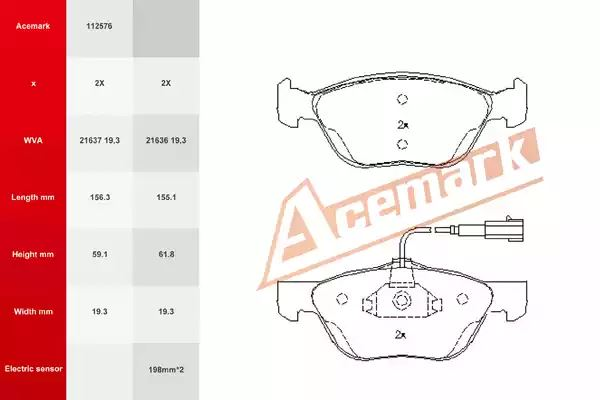 Acemark 112576
x 2X 2X
WVA 21637 19,3 21636 19,3
Length mm 156.3 155.1
Height mm 59.1 61.8
Width mm 19.3 19.3
Electric sensor 198mm*2
2x
Acemark
2x